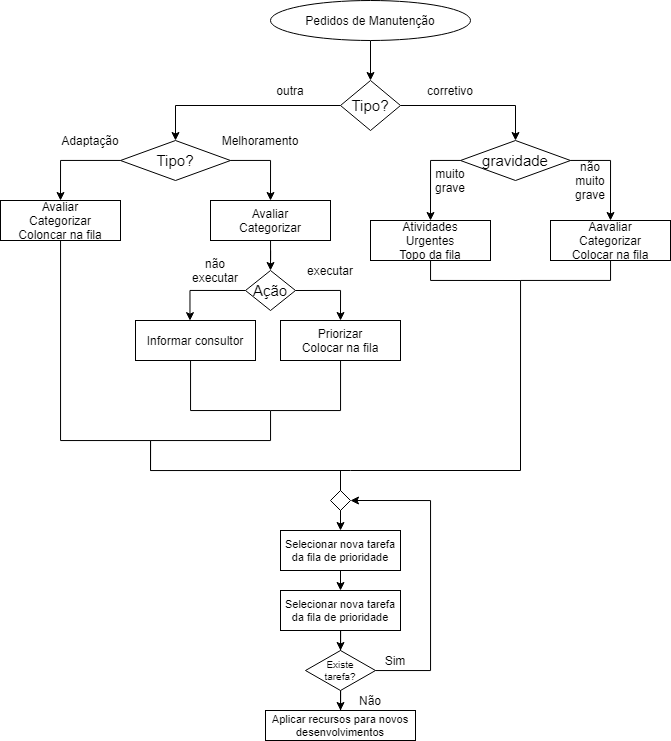 Pedidos de Manutenção
outra
corretivo
Tipo?
Adaptação
Tipo?
Melhoramento
gravidade
muito
grave
não
muito
grave
Avaliar
Categorizar
Coloncar na fila
Avaliar
Categorizar
Atividades
Urgentes
Topo da fila
Aavaliar
Categorizar
Colocar na fila
não
executar
Ação
executar
Informar consultor
Priorizar
Colocar na fila
Selecionar nova tarefa
da fila de prioridade
Selecionar nova tarefa
da fila de prioridade
Existe
tarefa?
Sim
Não
Aplicar recursos para novos
desenvolvimentos